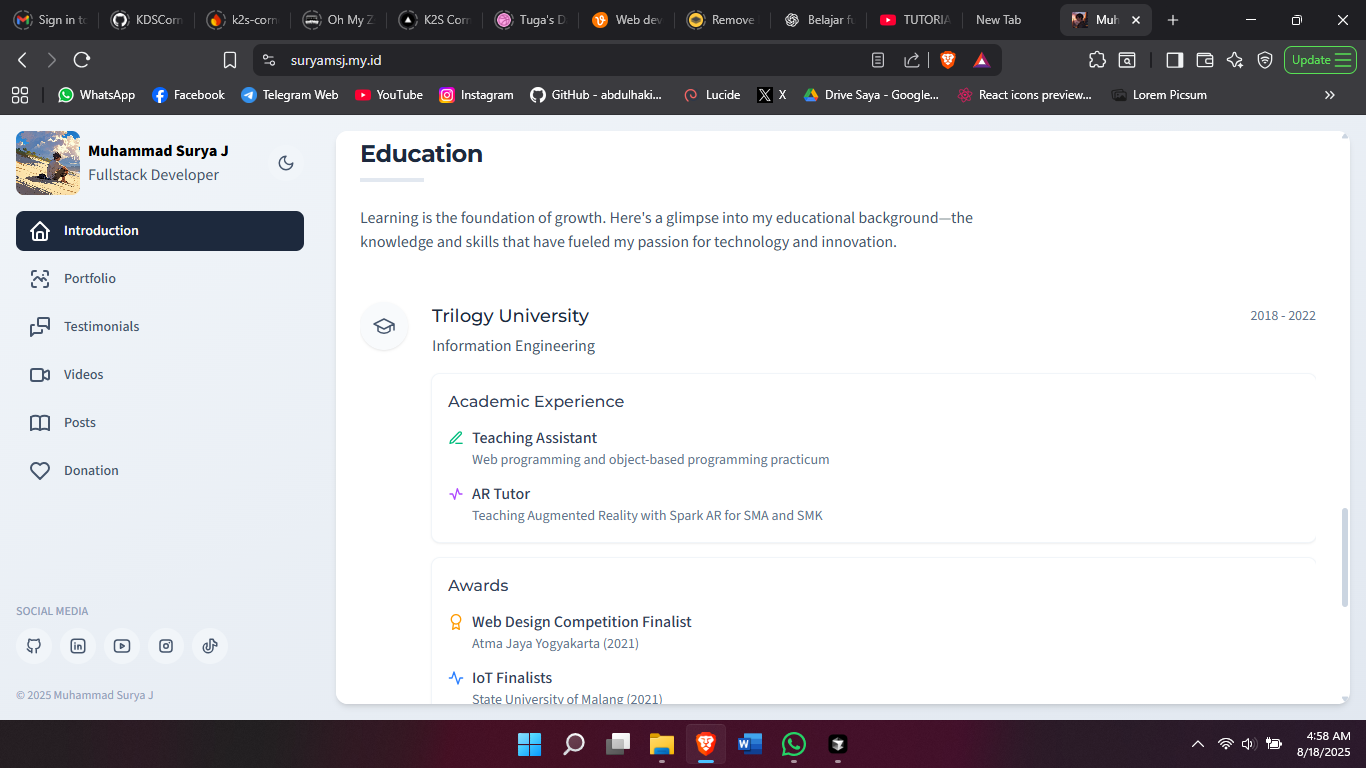 Sign in to
KDSCorn
k2s-corn
Oh My Z
K2S Corn
Tuga's D
Web dev
Remove
Belajar fu
TUTORIA
New Tab
Muh
suryamsj.my.id
Update
WhatsApp
Facebook
Telegram Web
YouTube
Instagram
GitHub - abdulhaki...
Lucide
X
Drive Saya - Google...
React icons preview...
Lorem Picsum
Muhammad Surya J
Fullstack Developer
Introduction
Portfolio
Testimonials
Videos
Posts
Donation
SOCIAL MEDIA
© 2025 Muhammad Surya J
Education
Learning is the foundation of growth. Here's a glimpse into my educational background—the
knowledge and skills that have fueled my passion for technology and innovation.
Trilogy University
2018 - 2022
Information Engineering
Academic Experience
Teaching Assistant
Web programming and object-based programming practicum
AR Tutor
Teaching Augmented Reality with Spark AR for SMA and SMK
Awards
Web Design Competition Finalist
Atma Jaya Yogyakarta (2021)
IoT Finalists
State University of Malang (2021)
4:58 AM
8/18/2025